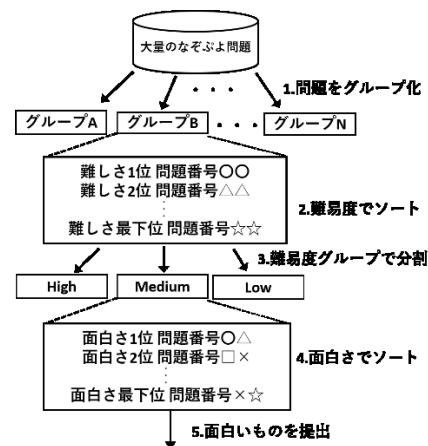 大量のなぞぷよ問題
・・・
1.問題をグループ化
グループA グループB ・・・ グループN
難しさ1位 問題番号○○
難しさ2位 問題番号△△
⋮
難しさ最下位 問題番号☆☆
2.難易度でソート
3.難易度グループで分割
High Medium Low
面白さ1位 問題番号○△
面白さ2位 問題番号□×
⋮
面白さ最下位 問題番号×☆
4.面白さでソート
5.面白いものを提出